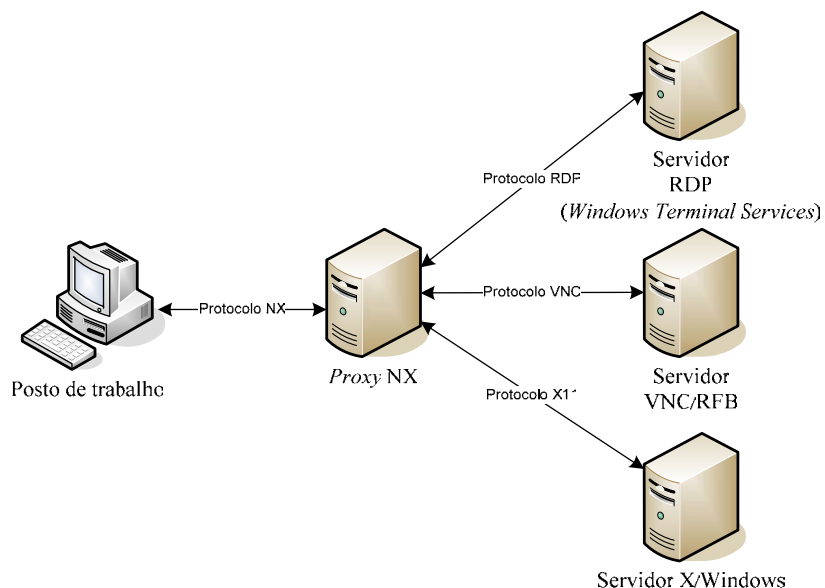 Servidor
RDP
(Windows Terminal Services)
Protocolo RDP
Protocolo NX
Posto de trabalho
Proxy NX
Protocolo VNC
Servidor
VNC/RFB
Protocolo X11
Servidor X/Windows